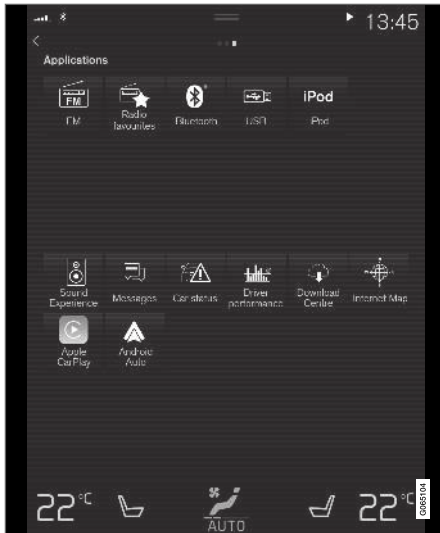 13:45
Applications
FM
iPod
FM
Radio
favourites
Bluetooth
USB
iPod
Sound
Experience
Messages
Car status
Driver
performance
Download
Centre
Internet Map
Apple
CarPlay
Android
Auto
22°C
AUTO
22°C
G065104